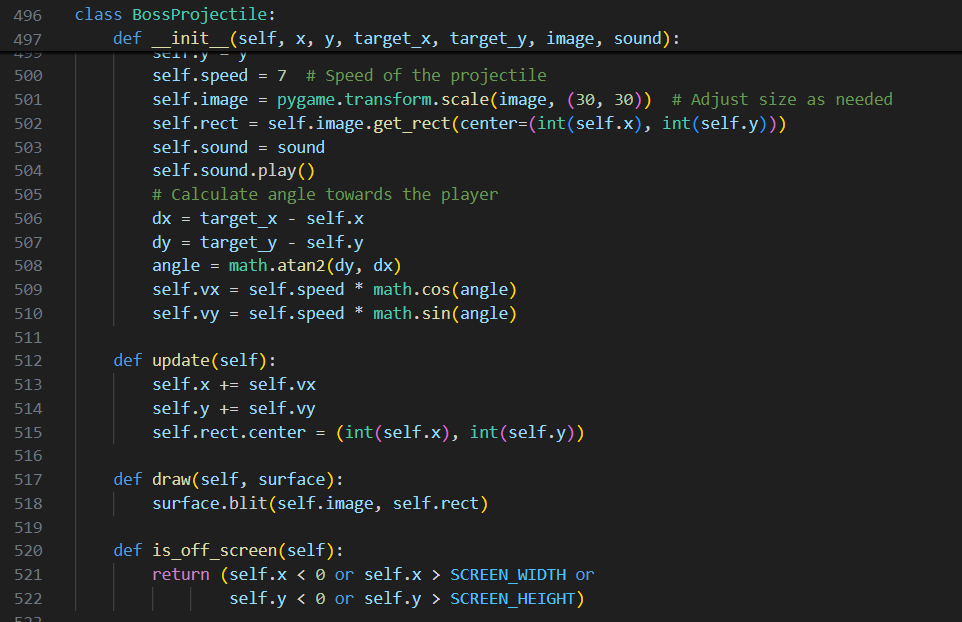 496 class BossProjectile:
497 def __init__(self, x, y, target_x, target_y, image, sound):
499 self.y = y
500 self.speed = 7 # Speed of the projectile
501 self.image = pygame.transform.scale(image, (30, 30)) # Adjust size as needed
502 self.rect = self.image.get_rect(center=(int(self.x), int(self.y)))
503 self.sound = sound
504 self.sound.play()
505 # Calculate angle towards the player
506 dx = target_x - self.x
507 dy = target_y - self.y
508 angle = math.atan2(dy, dx)
509 self.vx = self.speed * math.cos(angle)
510 self.vy = self.speed * math.sin(angle)
511
512 def update(self):
513 self.x += self.vx
514 self.y += self.vy
515 self.rect.center = (int(self.x), int(self.y))
516
517 def draw(self, surface):
518 surface.blit(self.image, self.rect)
519
520 def is_off_screen(self):
521 return (self.x < 0 or self.x > SCREEN_WIDTH or
522 self.y < 0 or self.y > SCREEN_HEIGHT)
523